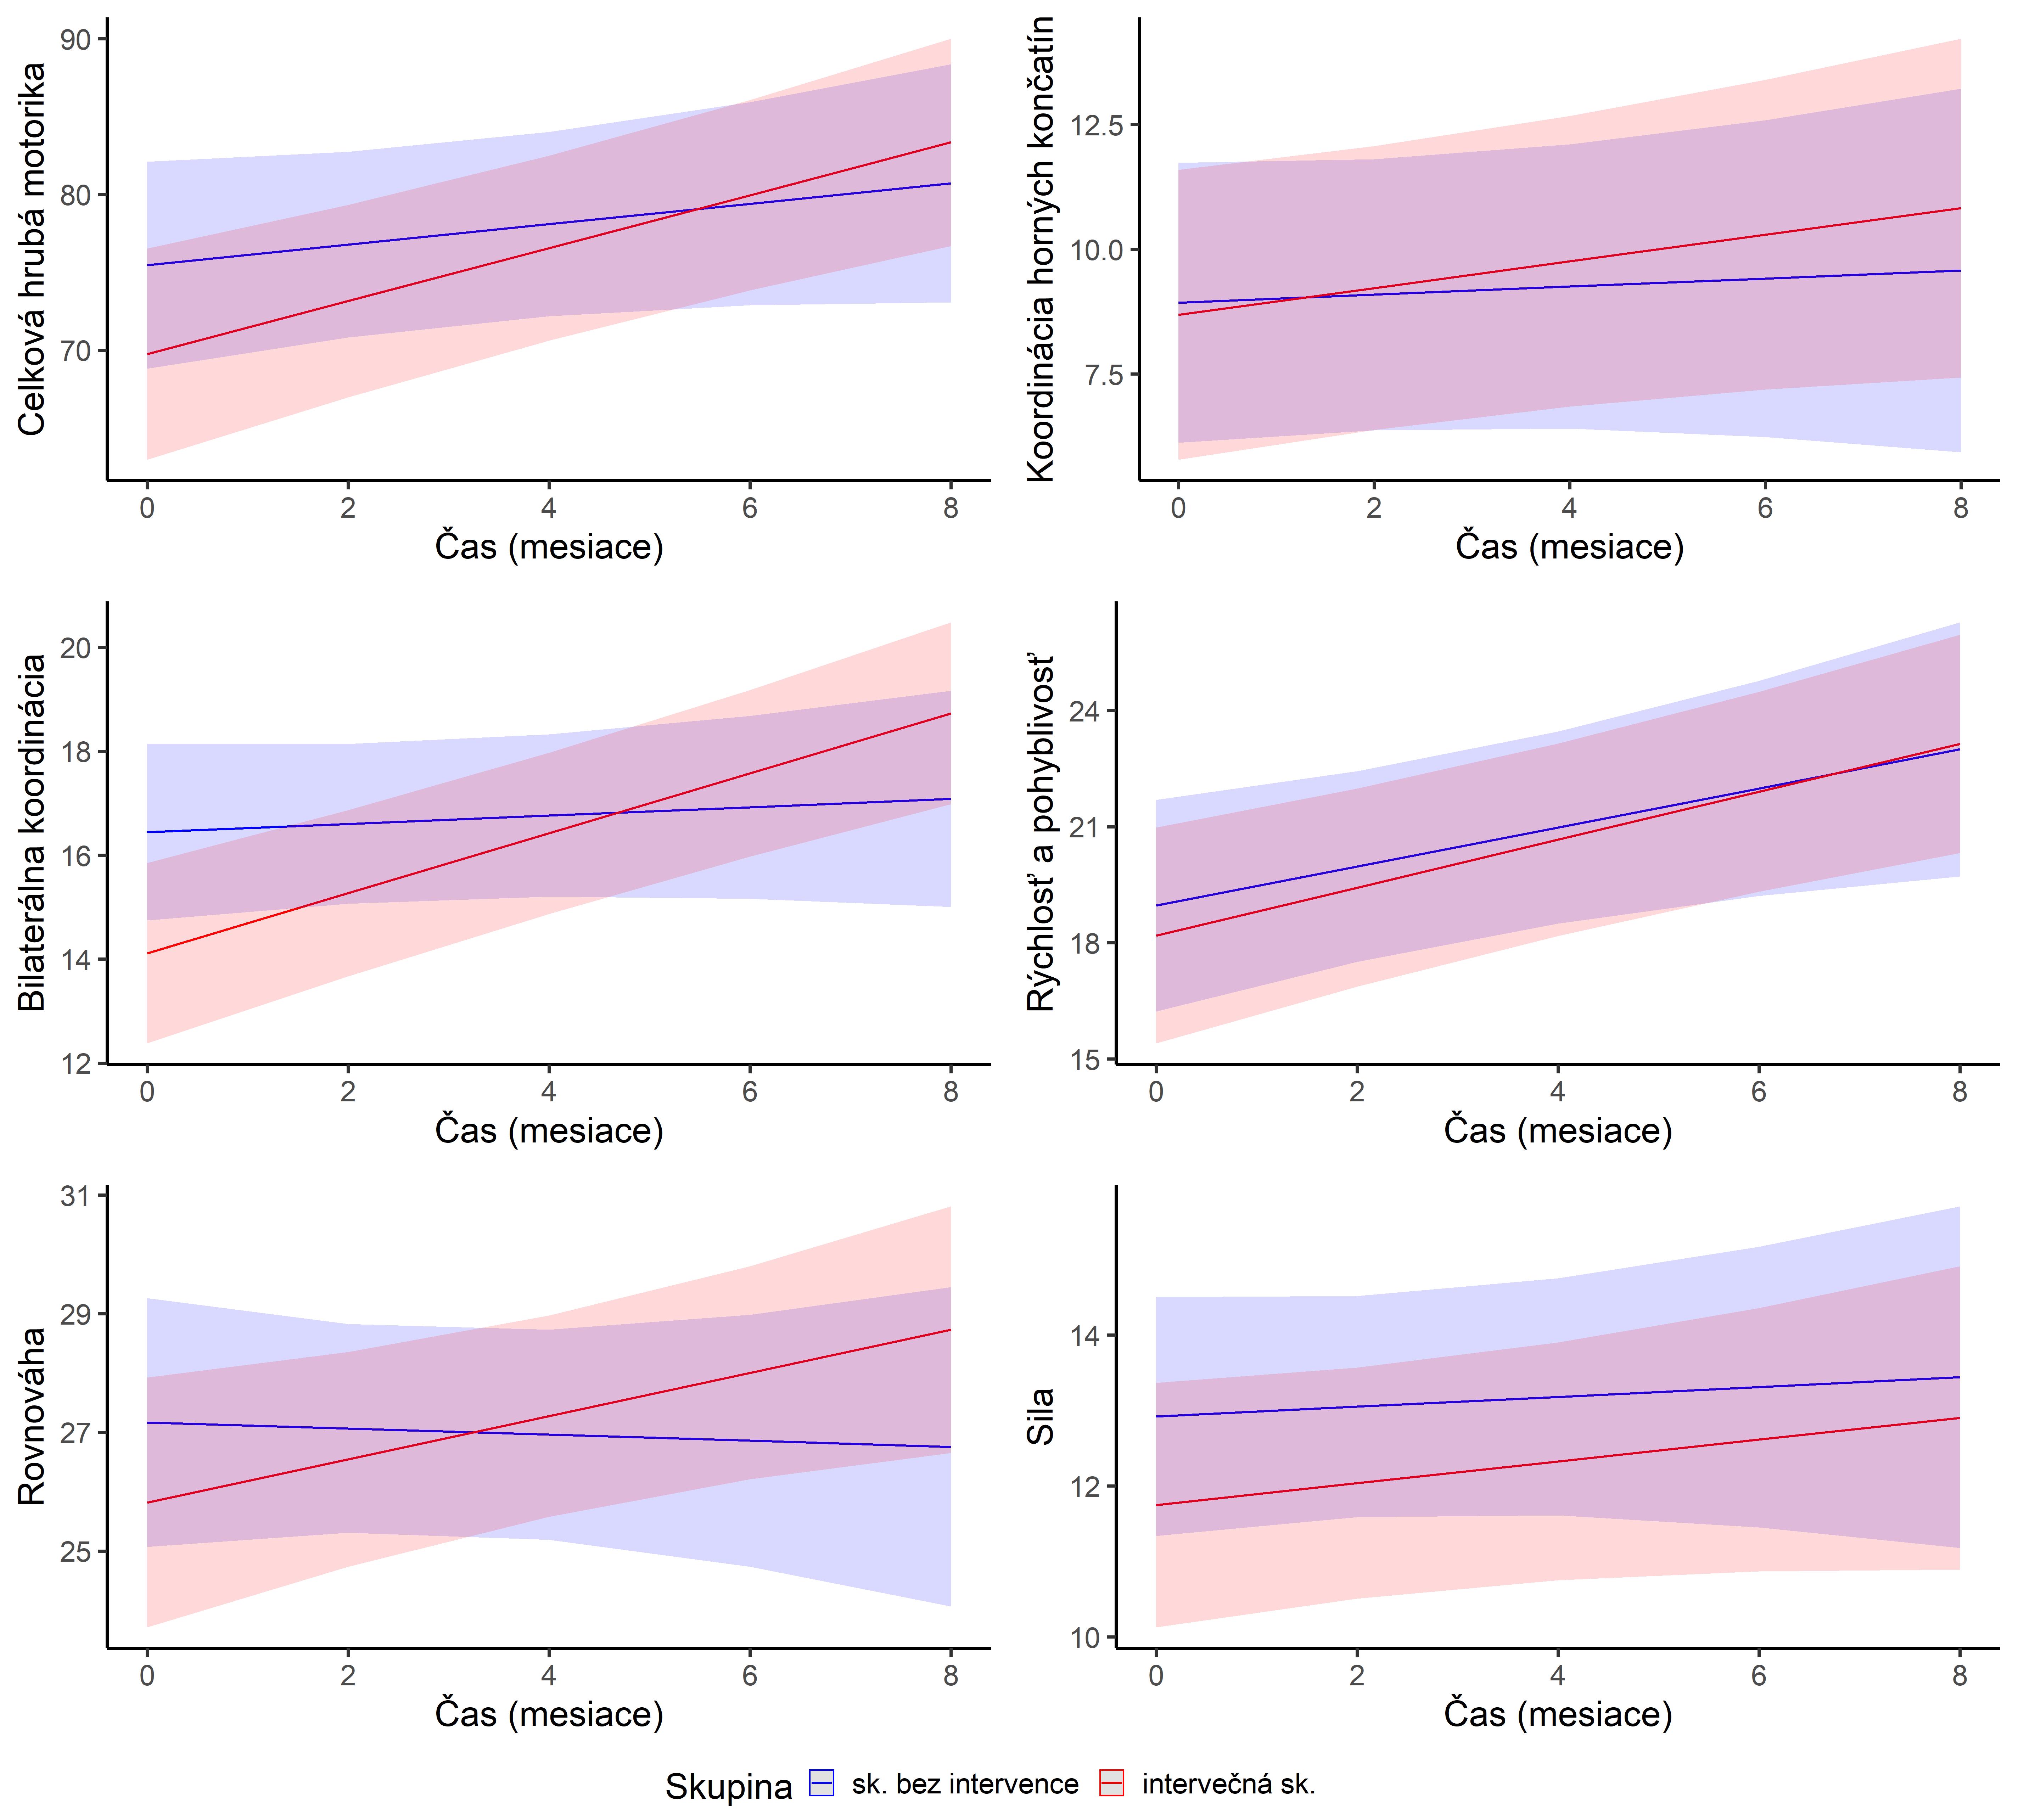 Celková hrubá motorika
90
80
70
0 2 4 6 8
Čas (mesiace)
Koordinácia horných končatín
12.5
10.0
7.5
0 2 4 6 8
Čas (mesiace)
Bilaterálna koordinácia
20
18
16
14
12
0 2 4 6 8
Čas (mesiace)
Rýchlosť a pohyblivosť
24
21
18
15
0 2 4 6 8
Čas (mesiace)
Rovnováha
31
29
27
25
0 2 4 6 8
Čas (mesiace)
Sila
14
12
10
0 2 4 6 8
Čas (mesiace)
Skupina sk. bez intervence intervečná sk.